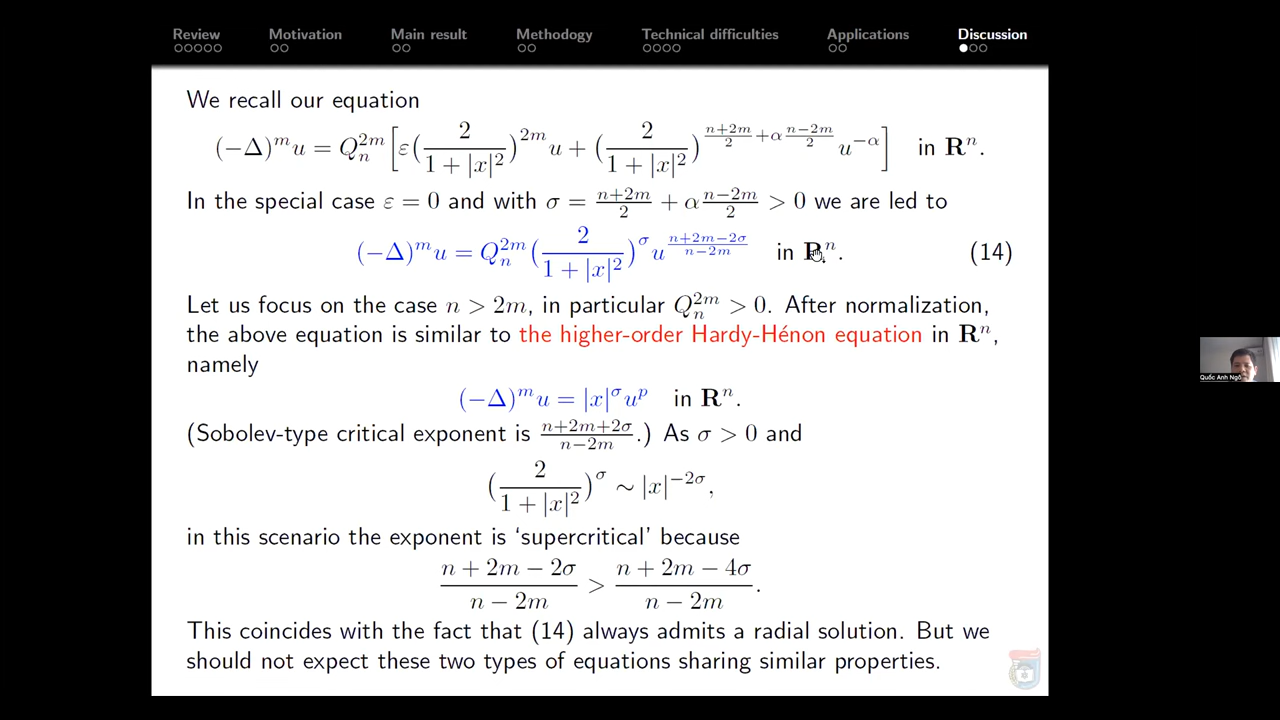 Review Motivation Main result Methodogy Technical difficulties Applications Discussion
We recall our equation
(−Δ)^m u = Q_n^{2m} [ ε( 2 / (1 + |x|²) )^{2m} u + ( 2 / (1 + |x|²) )^{(n+2m)/2 + α (n−2m)/2} u^{−α} ] in R^n.
In the special case ε = 0 and with σ = (n+2m)/2 + α (n−2m)/2 > 0 we are led to
(−Δ)^m u = Q_n^{2m} ( 2 / (1 + |x|²) )^σ u^{(n+2m−2σ)/(n−2m)} in R^n. (14)
Let us focus on the case n > 2m, in particular Q_n^{2m} > 0. After normalization,
the above equation is similar to the higher-order Hardy-Hénon equation in R^n,
namely
(−Δ)^m u = |x|^σ u^p in R^n.
(Sobolev-type critical exponent is (n+2m+2σ)/(n−2m).) As σ > 0 and
( 2 / (1 + |x|²) )^σ ∼ |x|^{−2σ},
in this scenario the exponent is ‘supercritical’ because
(n + 2m − 2σ)/(n − 2m) > (n + 2m − 4σ)/(n − 2m).
This coincides with the fact that (14) always admits a radial solution. But we
should not expect these two types of equations sharing similar properties.
Quốc Anh Ngô